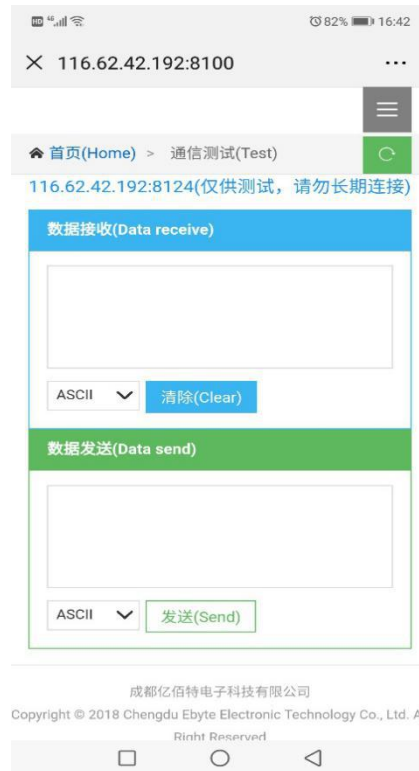 HD 46 82% 16:42
116.62.42.192:8100
首页(Home) > 通信测试(Test)
116.62.42.192:8124(仅供测试，请勿长期连接)
数据接收(Data receive)
ASCII 清除(Clear)
数据发送(Data send)
ASCII 发送(Send)
成都亿佰特电子科技有限公司
Copyright © 2018 Chengdu Ebyte Electronic Technology Co., Ltd. A
Right Reserved